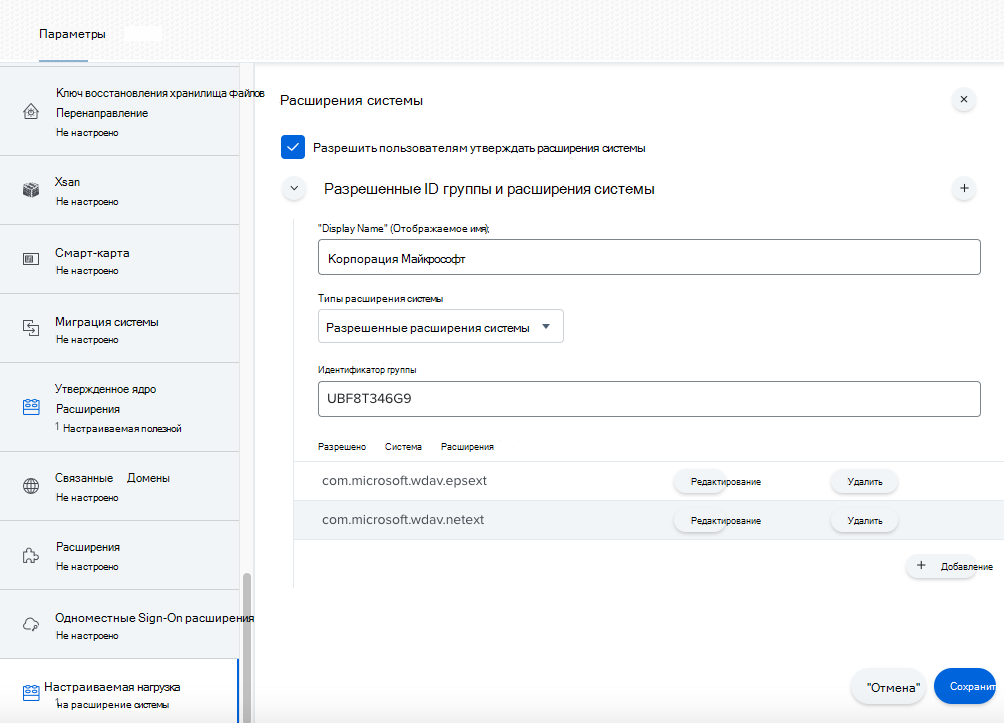 Параметры
Ключ восстановления хранилища файлов
Перенаправление
Не настроено
Xsan
Не настроено
Смарт-карта
Не настроено
Миграция системы
Не настроено
Утвержденное ядро
Расширения
1 Настраиваемая полезной
Связанные Домены
Не настроено
Расширения
Не настроено
Одноместные Sign-On расширения
Не настроено
Настраиваемая нагрузка
1 на расширение системы
Расширения системы
Разрешить пользователям утверждать расширения системы
Разрешенные ID группы и расширения системы
"Display Name" (Отображаемое имя);
Корпорация Майкрософт
Типы расширения системы
Разрешенные расширения системы
Идентификатор группы
UBF8T346G9
Разрешено Система Расширения
com.microsoft.wdav.epsext Редактирование Удалить
com.microsoft.wdav.netext Редактирование Удалить
+ Добавление
"Отмена" Сохранит